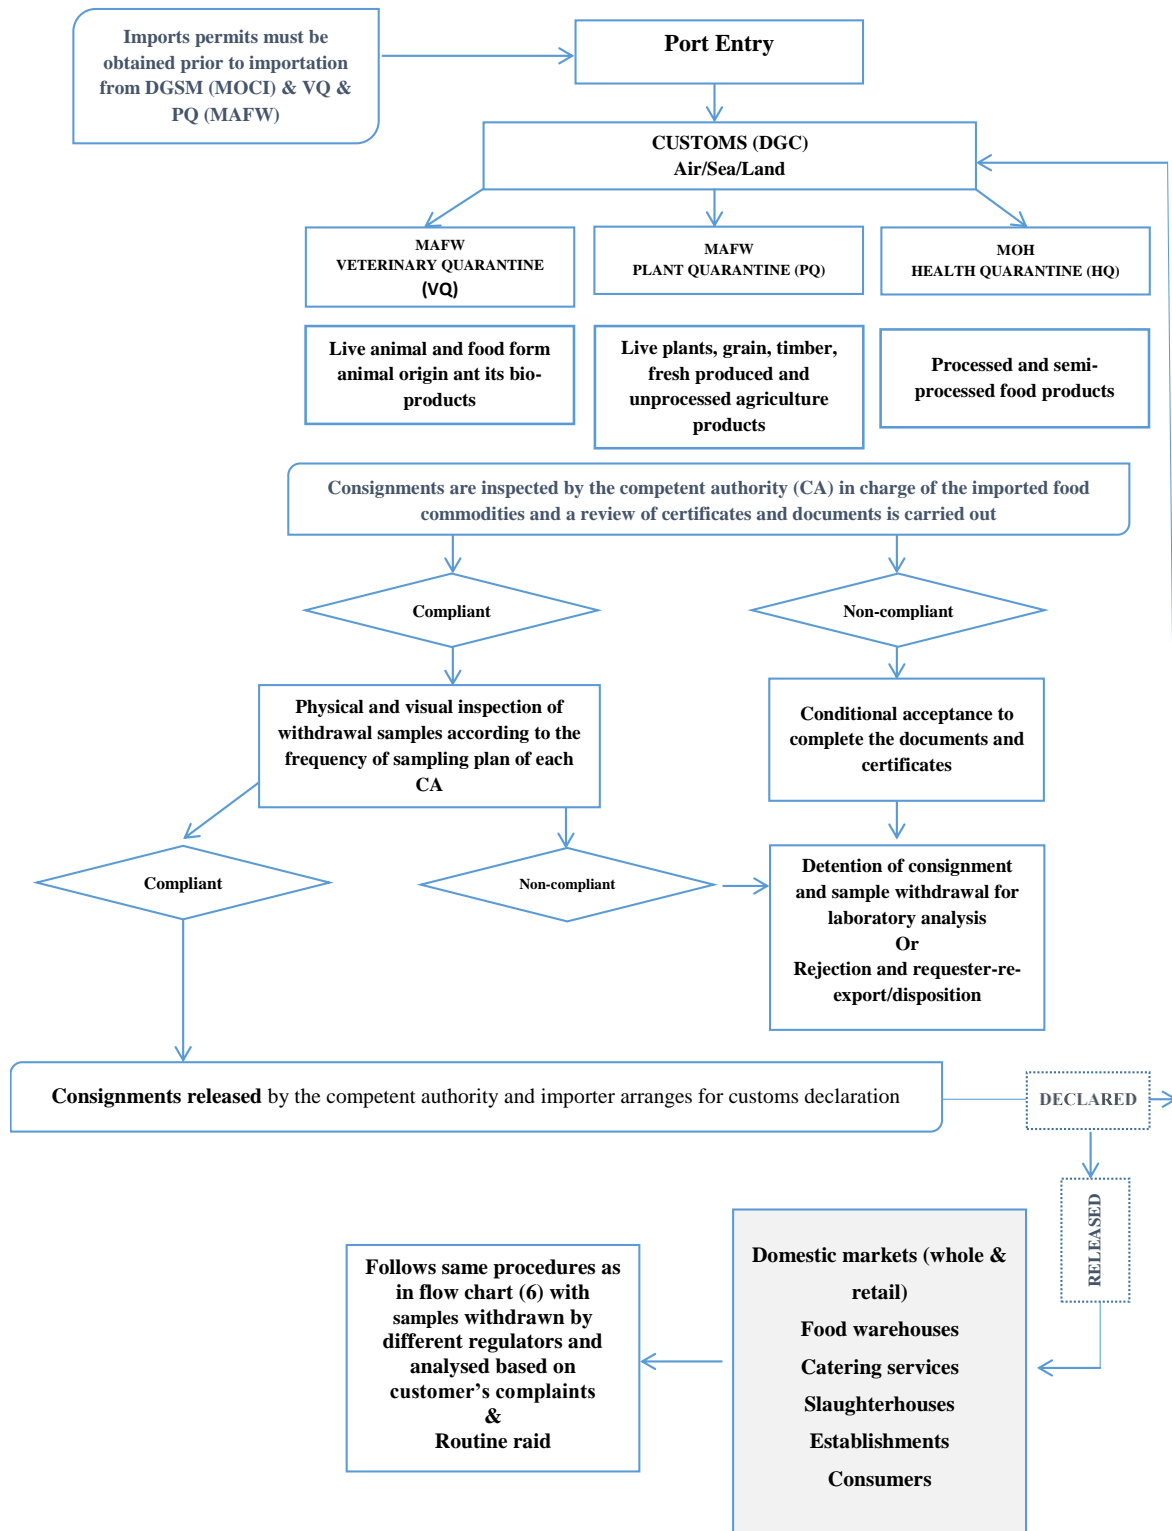 Imports permits must be
obtained prior to importation
from DGSM (MOCI) & VQ &
PQ (MAFW)
Port Entry
CUSTOMS (DGC)
Air/Sea/Land
MAFW
VETERINARY QUARANTINE
(VQ)
MAFW
PLANT QUARANTINE (PQ)
MOH
HEALTH QUARANTINE (HQ)
Live animal and food form
animal origin ant its bio-
products
Live plants, grain, timber,
fresh produced and
unprocessed agriculture
products
Processed and semi-
processed food products
Consignments are inspected by the competent authority (CA) in charge of the imported food
commodities and a review of certificates and documents is carried out
Compliant
Non-compliant
Physical and visual inspection of
withdrawal samples according to the
frequency of sampling plan of each
CA
Conditional acceptance to
complete the documents and
certificates
Compliant
Non-compliant
Detention of consignment
and sample withdrawal for
laboratory analysis
Or
Rejection and requester-re-
export/disposition
Consignments released by the competent authority and importer arranges for customs declaration
DECLARED
RELEASED
Domestic markets (whole &
retail)
Food warehouses
Catering services
Slaughterhouses
Establishments
Consumers
Follows same procedures as
in flow chart (6) with
samples withdrawn by
different regulators and
analysed based on
customer’s complaints
&
Routine raid